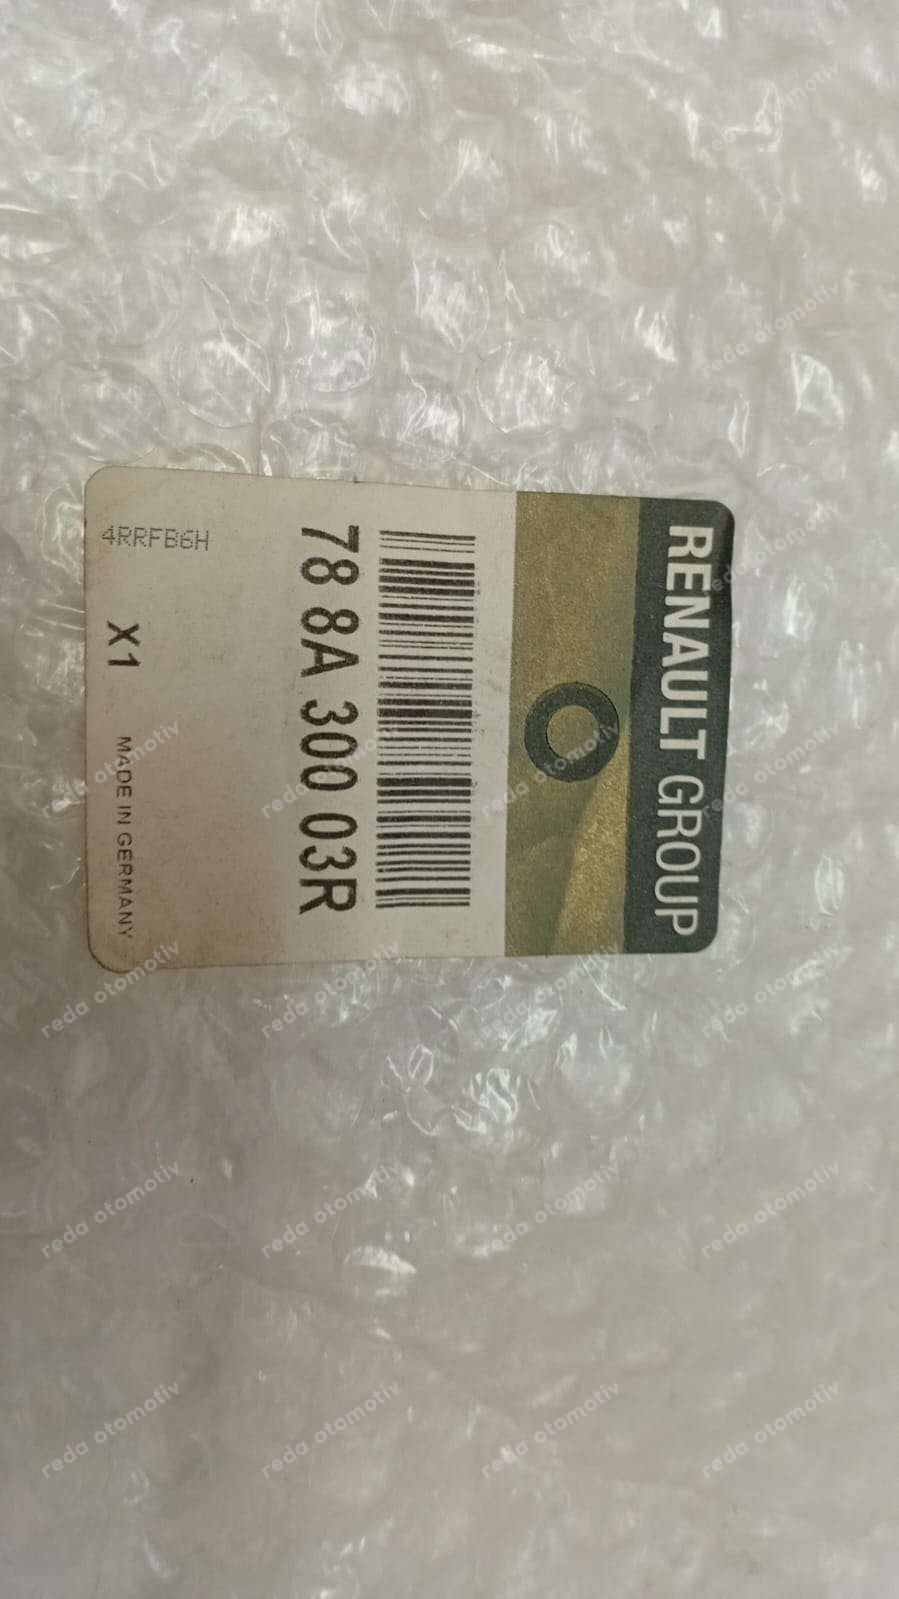 RENAULT GROUP
78 8A 300 03R
4RRFB6H
X1
MADE IN GERMANY
reda otomotiv